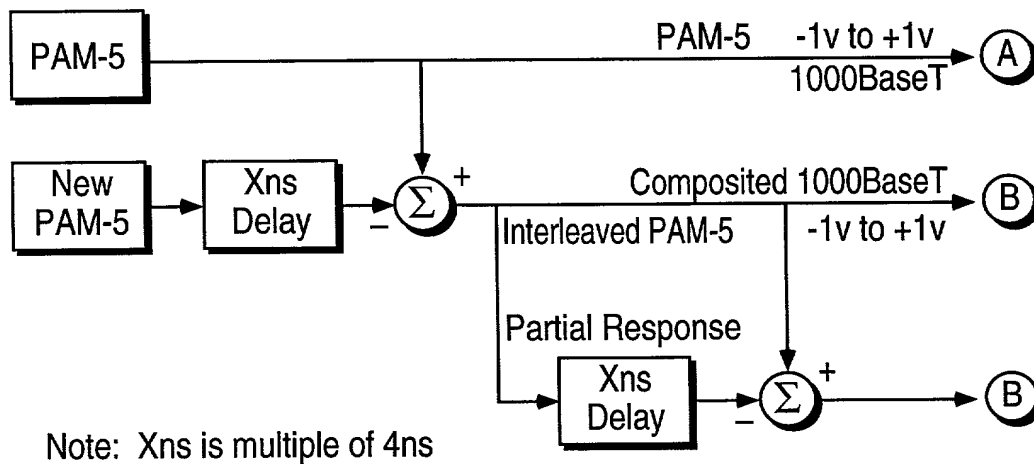 PAM-5
PAM-5 -1v to +1v
1000BaseT
A
New
PAM-5
Xns
Delay
Σ
+
−
Composited 1000BaseT
Interleaved PAM-5
-1v to +1v
B
Partial Response
Xns
Delay
Σ
+
−
B
Note: Xns is multiple of 4ns